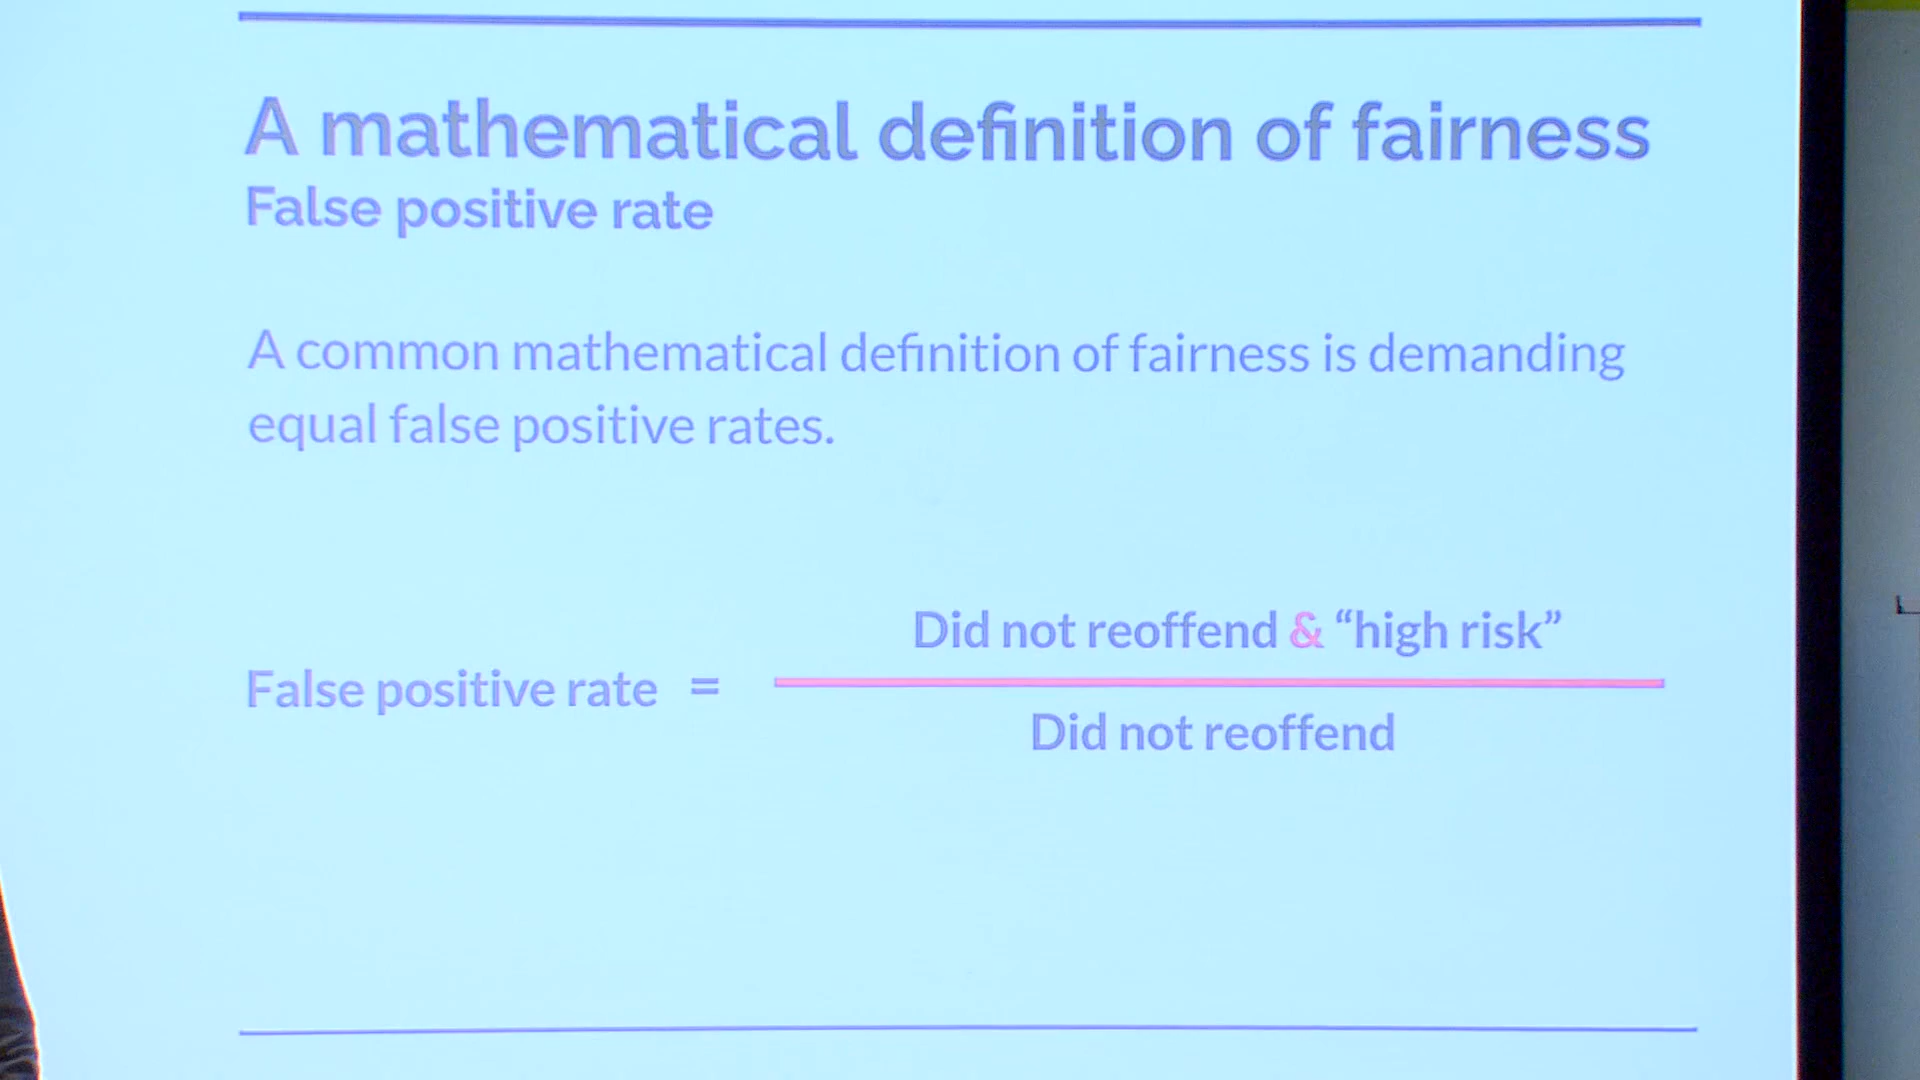 A mathematical definition of fairness
False positive rate
A common mathematical definition of fairness is demanding
equal false positive rates.
Did not reoffend & “high risk”
False positive rate =
Did not reoffend